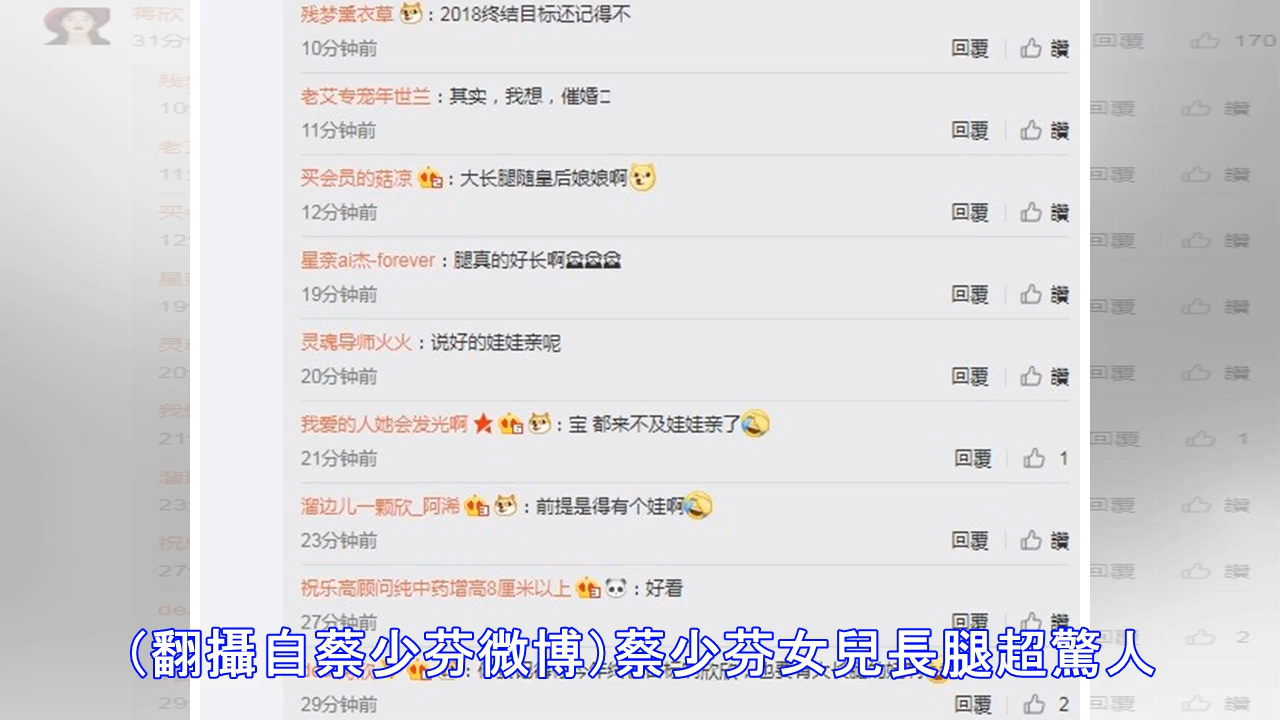 残梦熏衣草：2018终结目标还记得不
10分钟前 回覆 讚
老艾专宠年世兰：其实，我想，催婚□
11分钟前 回覆 讚
买会员的菇凉：大长腿随皇后娘娘啊
12分钟前 回覆 讚
星亲ai杰-forever：腿真的好长啊
19分钟前 回覆 讚
灵魂导师火火：说好的娃娃亲呢
20分钟前 回覆 讚
我爱的人她会发光啊：宝 都来不及娃娃亲了
21分钟前 回覆 1
溜边儿一颗欣_阿浠：前提是得有个娃啊
23分钟前 回覆 讚
祝乐高顾问纯中药增高8厘米以上：好看
27分钟前 回覆 讚
(翻攝自蔡少芬微博)蔡少芬女兒長腿超驚人
29分钟前 回覆 2